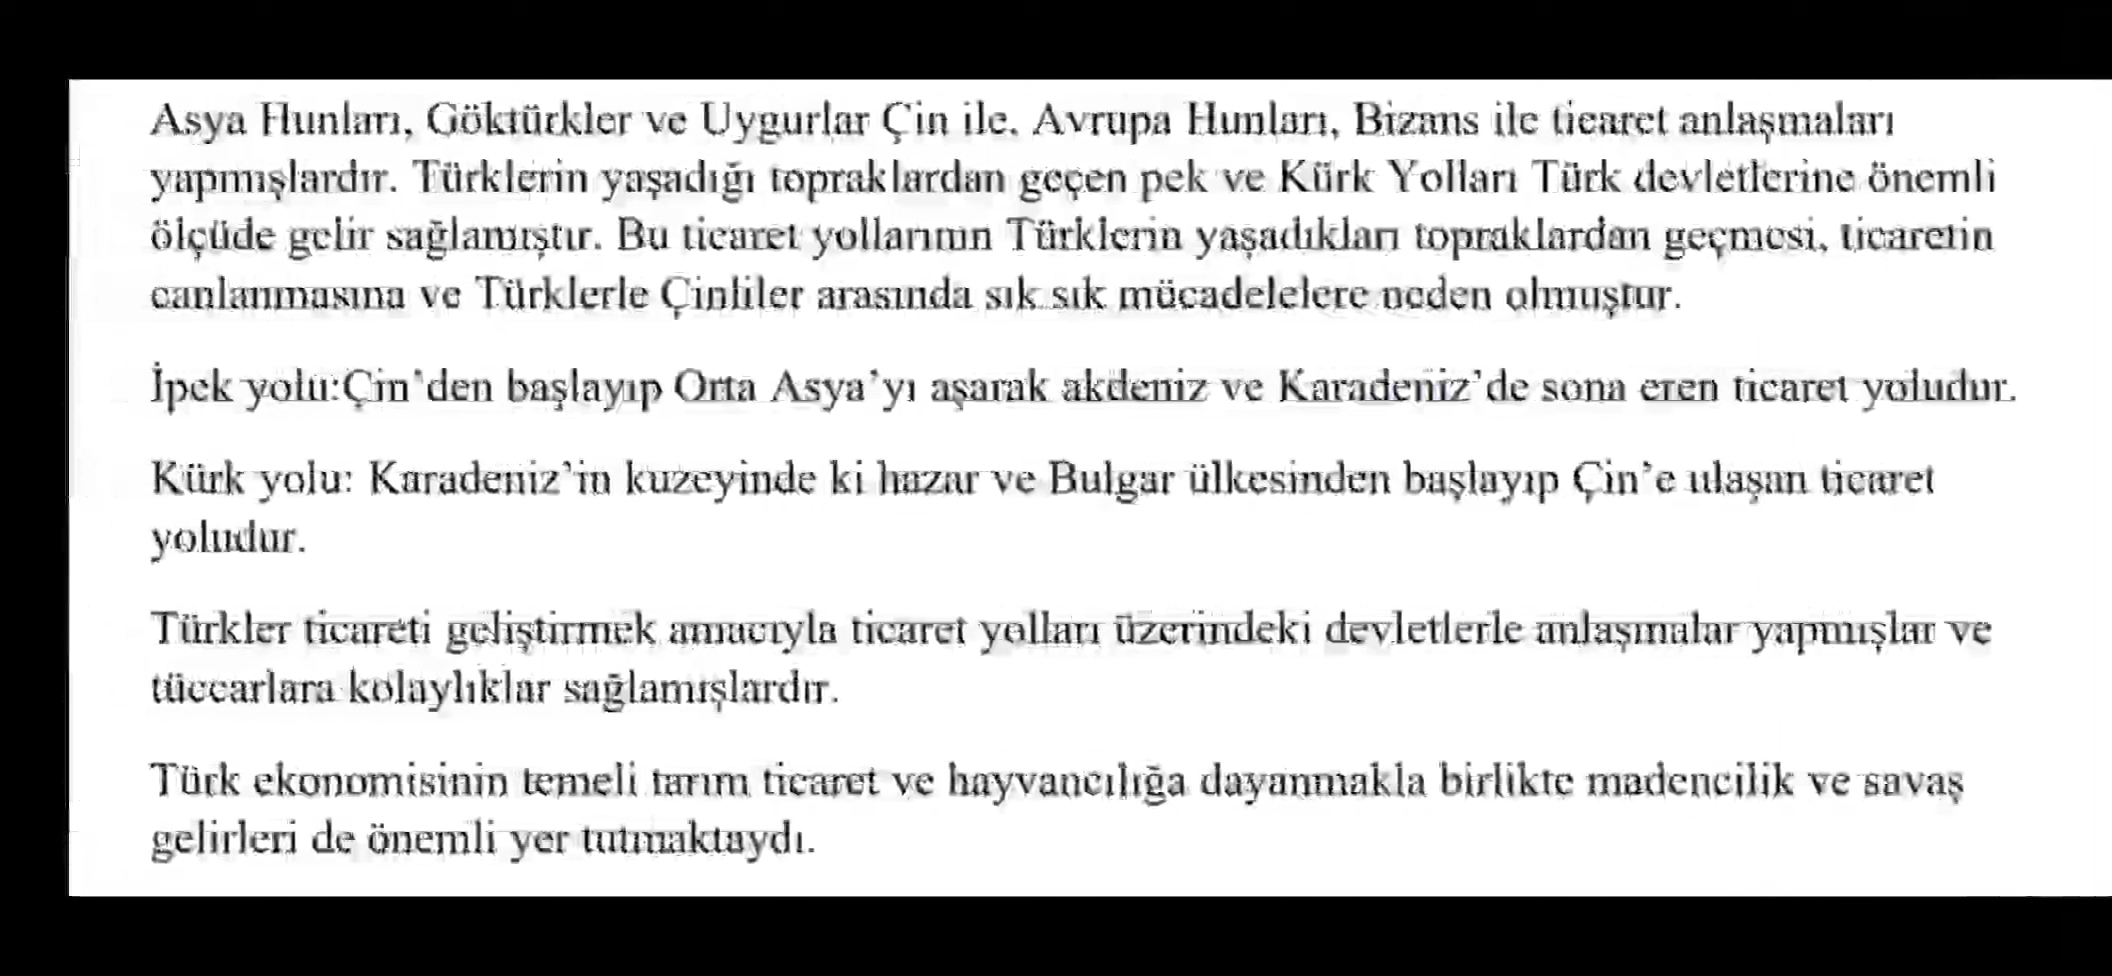 Asya Hunları, Göktürkler ve Uygurlar Çin ile, Avrupa Hunları, Bizans ile ticaret anlaşmaları
yapmışlardır. Türklerin yaşadığı topraklardan geçen pek ve Kürk Yolları Türk devletlerine önemli
ölçüde gelir sağlamıştır. Bu ticaret yollarının Türklerin yaşadıkları topraklardan geçmesi, ticaretin
canlanmasına ve Türklerle Çinliler arasında sık sık mücadelelere neden olmuştur.
İpek yolu:Çin'den başlayıp Orta Asya'yı aşarak akdeniz ve Karadeniz'de sona eren ticaret yoludur.
Kürk yolu: Karadeniz'in kuzeyinde ki hazar ve Bulgar ülkesinden başlayıp Çin'e ulaşan ticaret
yoludur.
Türkler ticareti geliştirmek amacıyla ticaret yolları üzerindeki devletlerle anlaşmalar yapmışlar ve
tüccarlara kolaylıklar sağlamışlardır.
Türk ekonomisinin temeli tarım ticaret ve hayvancılığa dayanmakla birlikte madencilik ve savaş
gelirleri de önemli yer tutmaktaydı.